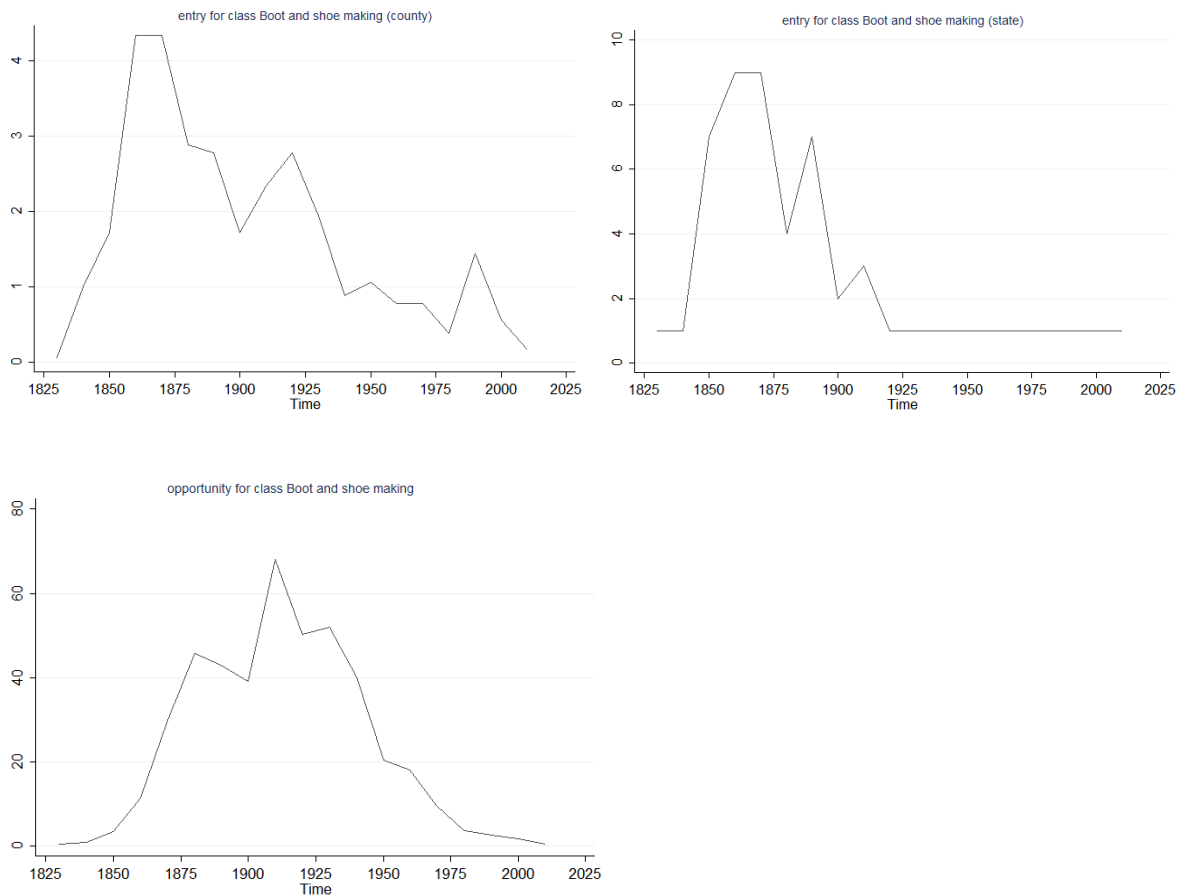 entry for class Boot and shoe making (county)
4
3
2
1
0
1825 1850 1875 1900 1925 1950 1975 2000 2025
Time
entry for class Boot and shoe making (state)
10
8
6
4
2
0
1825 1850 1875 1900 1925 1950 1975 2000 2025
Time
opportunity for class Boot and shoe making
80
60
40
20
0
1825 1850 1875 1900 1925 1950 1975 2000 2025
Time